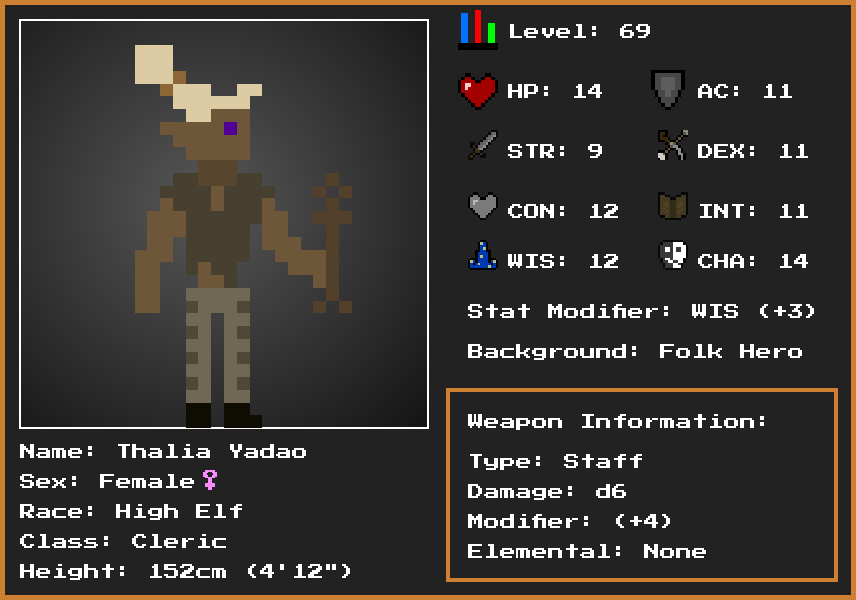 Level: 69
HP: 14
AC: 11
STR: 9
DEX: 11
CON: 12
INT: 11
WIS: 12
CHA: 14
Stat Modifier: WIS (+3)
Background: Folk Hero
Weapon Information:
Type: Staff
Damage: d6
Modifier: (+4)
Elemental: None
Name: Thalia Yadao
Sex: Female♀
Race: High Elf
Class: Cleric
Height: 152cm (4'12")